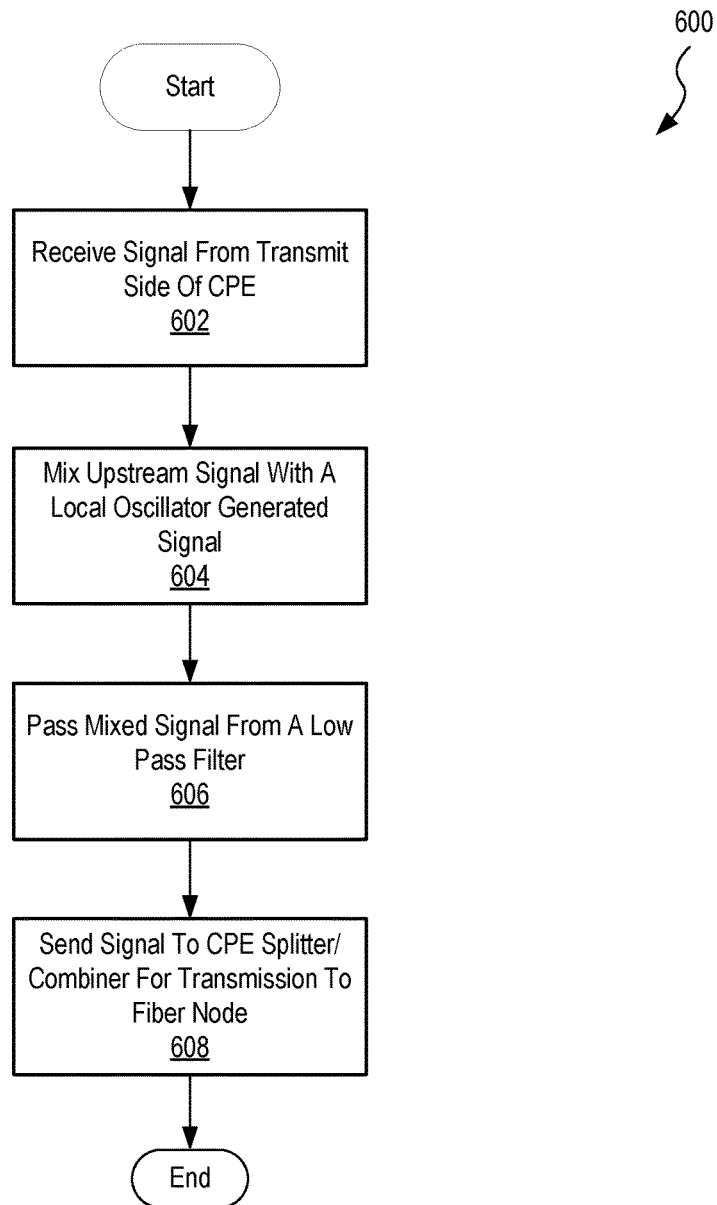 600
Start
Receive Signal From Transmit
Side Of CPE
602
Mix Upstream Signal With A
Local Oscillator Generated
Signal
604
Pass Mixed Signal From A Low
Pass Filter
606
Send Signal To CPE Splitter/
Combiner For Transmission To
Fiber Node
608
End